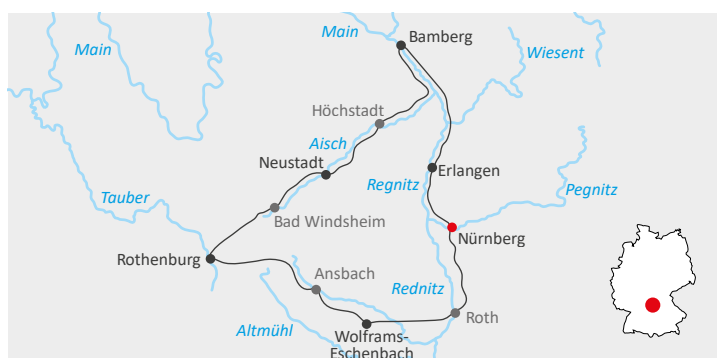 Main
Bamberg
Main
Wiesent
Höchstadt
Aisch
Neustadt
Erlangen
Regnitz
Pegnitz
Tauber
Bad Windsheim
Nürnberg
Rothenburg
Ansbach
Rednitz
Roth
Altmühl
Wolframs-
Eschenbach